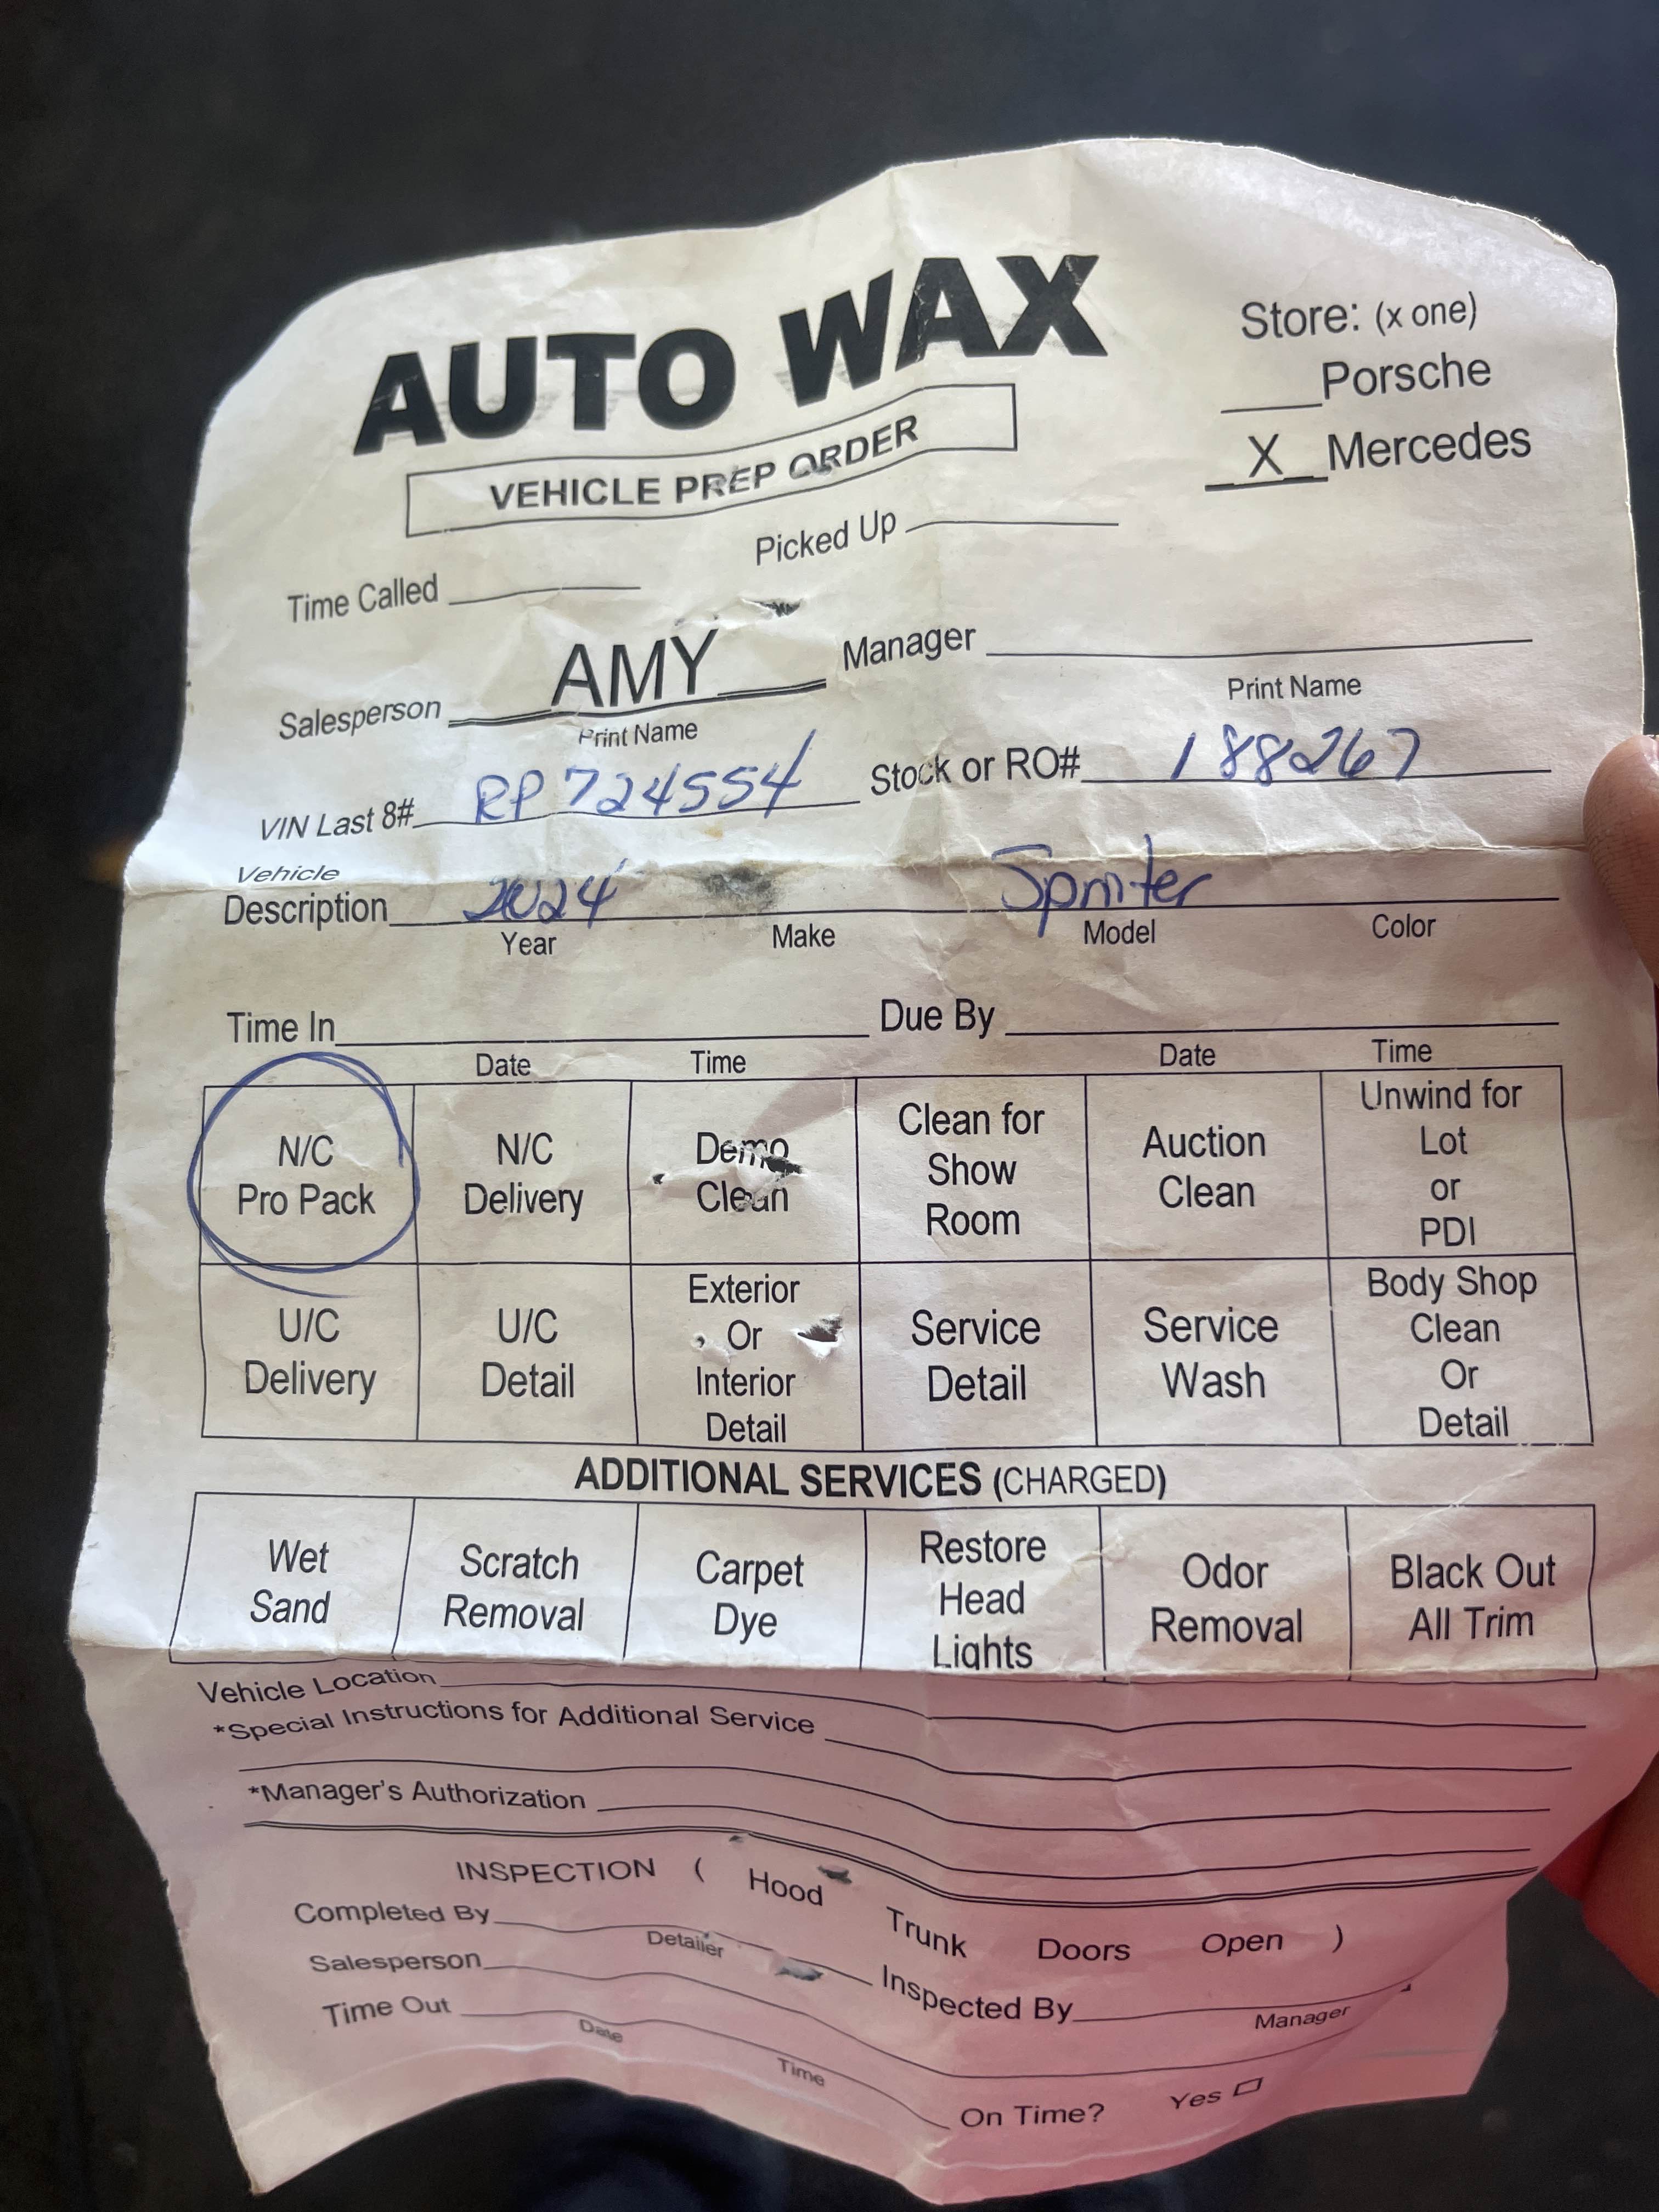 AUTO WAX
VEHICLE PREP ORDER
Store: (x one)
Porsche
X Mercedes
Time Called
Picked Up
Salesperson AMY
Print Name
Manager
Print Name
VIN Last 8# RP724554
Stock or RO# 188267
Vehicle
Description 2024 Sprinter
Year Make Model Color
Time In Due By
Date Time Date Time
N/C
Pro Pack
N/C
Delivery
Demo
Clean
Clean for
Show
Room
Auction
Clean
Unwind for
Lot
or
PDI
U/C
Delivery
U/C
Detail
Exterior
Or
Interior
Detail
Service
Detail
Service
Wash
Body Shop
Clean
Or
Detail
ADDITIONAL SERVICES (CHARGED)
Wet
Sand
Scratch
Removal
Carpet
Dye
Restore
Head
Lights
Odor
Removal
Black Out
All Trim
Vehicle Location
*Special Instructions for Additional Service
*Manager's Authorization
INSPECTION ( Hood Trunk Doors Open )
Completed By
Detailer
Inspected By
Manager
Salesperson
Time Out
Date Time
On Time? Yes